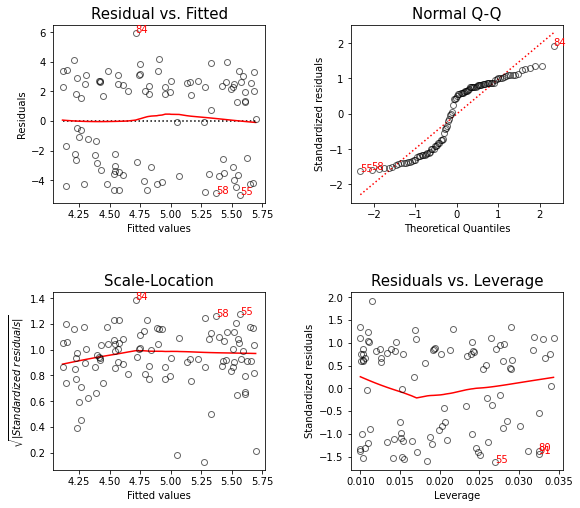 Residual vs. Fitted
Normal Q-Q
84
84
6
4
2
0
−2
−4
Residuals
58
55
4.25 4.50 4.75 5.00 5.25 5.50 5.75
Fitted values
2
1
0
−1
−2
Standardized residuals
55
58
−2 −1 0 1 2
Theoretical Quantiles
Scale-Location
Residuals vs. Leverage
84
58
55
1.4
1.2
1.0
0.8
0.6
0.4
0.2
√|Standardized residuals|
4.25 4.50 4.75 5.00 5.25 5.50 5.75
Fitted values
2.0
1.5
1.0
0.5
0.0
−0.5
−1.0
−1.5
Standardized residuals
55
0.010 0.015 0.020 0.025 0.030 0.035
Leverage